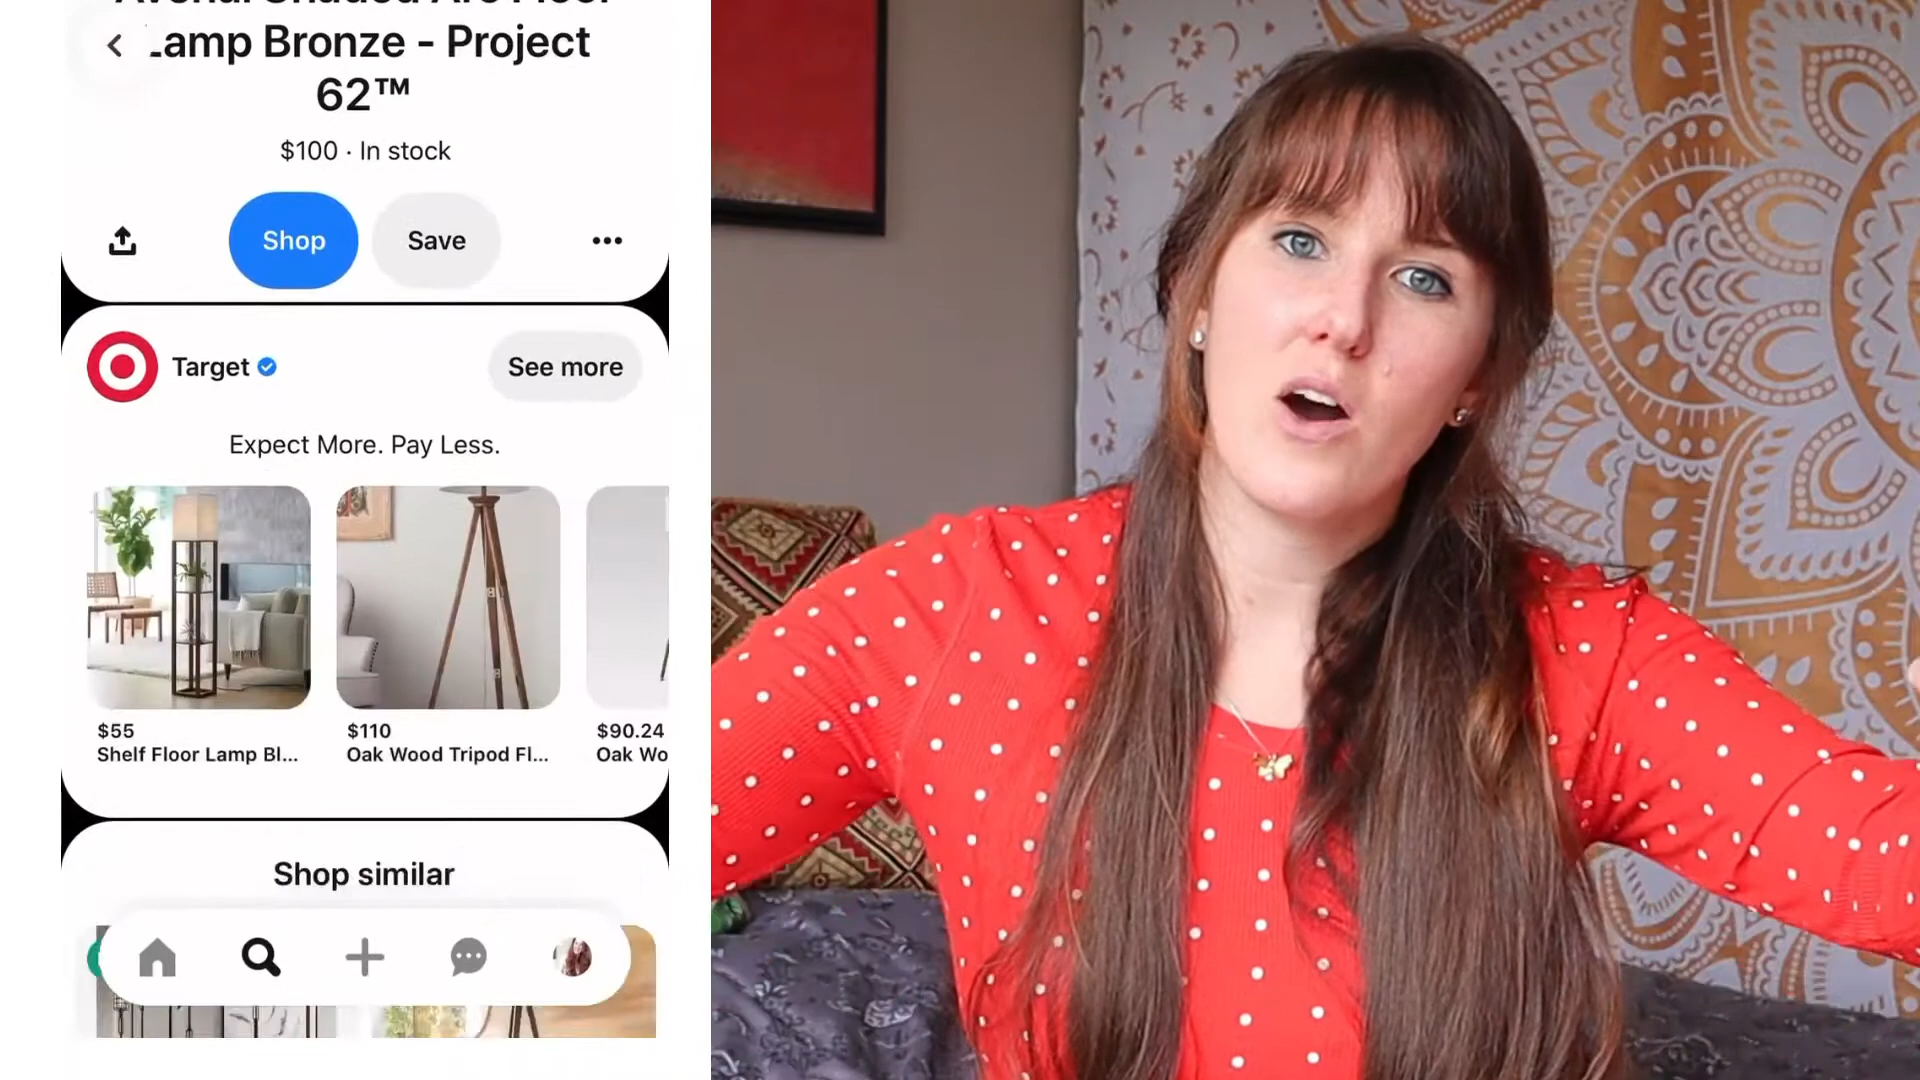 Lamp Bronze - Project
62™
$100 · In stock
Shop
Save
Target
See more
Expect More. Pay Less.
$55
Shelf Floor Lamp Bl...
$110
Oak Wood Tripod Fl...
$90.24
Oak Wo
Shop similar